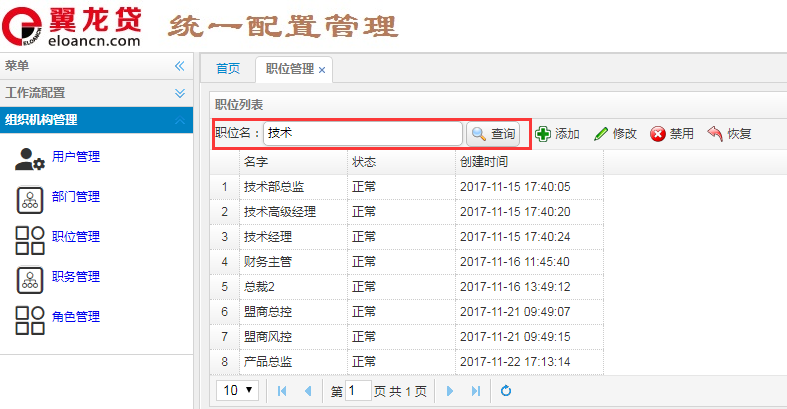 翼龙贷
eloancn.com
ELOANCN
统一配置管理
菜单
工作流配置
组织机构管理
用户管理
部门管理
职位管理
职务管理
角色管理
首页 职位管理 ×
职位列表
职位名： 技术 查询 添加 修改 禁用 恢复
名字 状态 创建时间
1 技术部总监 正常 2017-11-15 17:40:05
2 技术高级经理 正常 2017-11-15 17:40:20
3 技术经理 正常 2017-11-15 17:40:24
4 财务主管 正常 2017-11-16 11:45:40
5 总裁2 正常 2017-11-16 13:49:12
6 盟商总控 正常 2017-11-21 09:49:07
7 盟商风控 正常 2017-11-21 09:49:15
8 产品总监 正常 2017-11-22 17:13:14
10 第 1 页 共 1 页